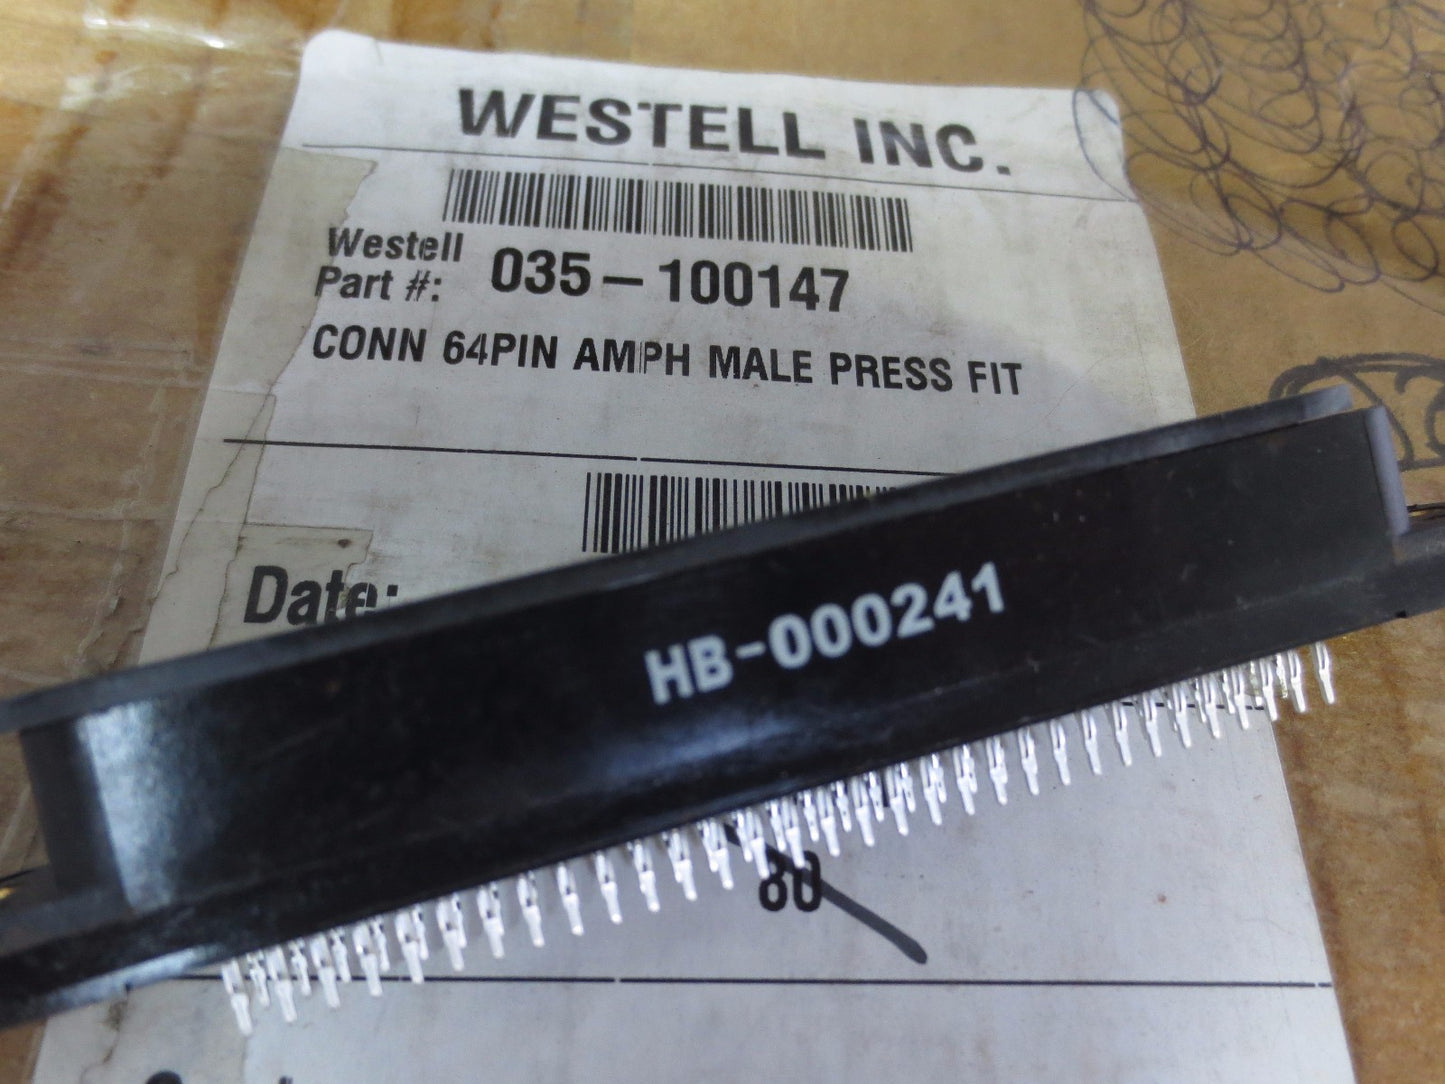 WESTELL INC.
Westell
Part #: 035-100147
CONN 64PIN AMPH MALE PRESS FIT
Date:
HB-000241
80